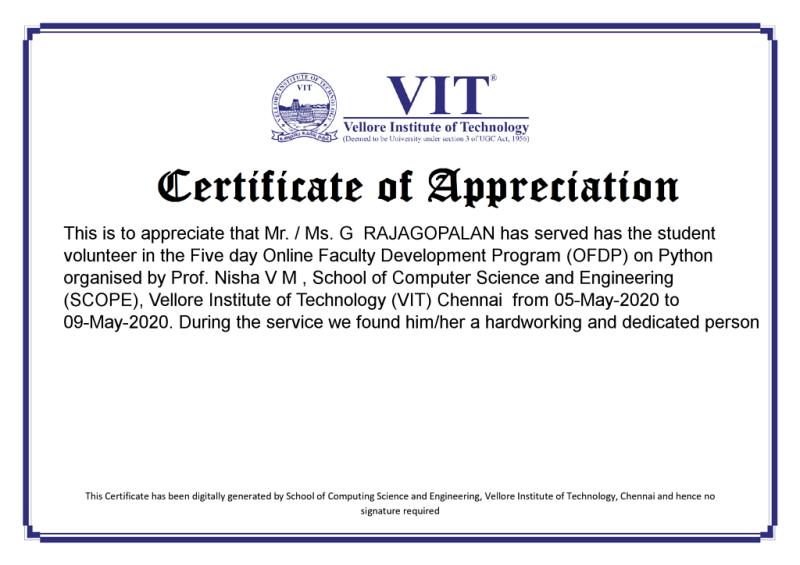 VELLORE INSTITUTE OF TECHNOLOGY
VIT
VIT®
Vellore Institute of Technology
(Deemed to be University under section 3 of UGC Act, 1956)
Certificate of Appreciation
This is to appreciate that Mr. / Ms. G  RAJAGOPALAN has served has the student
volunteer in the Five day Online Faculty Development Program (OFDP) on Python
organised by Prof. Nisha V M , School of Computer Science and Engineering
(SCOPE), Vellore Institute of Technology (VIT) Chennai  from 05-May-2020 to
09-May-2020. During the service we found him/her a hardworking and dedicated person
This Certificate has been digitally generated by School of Computing Science and Engineering, Vellore Institute of Technology, Chennai and hence no
signature required